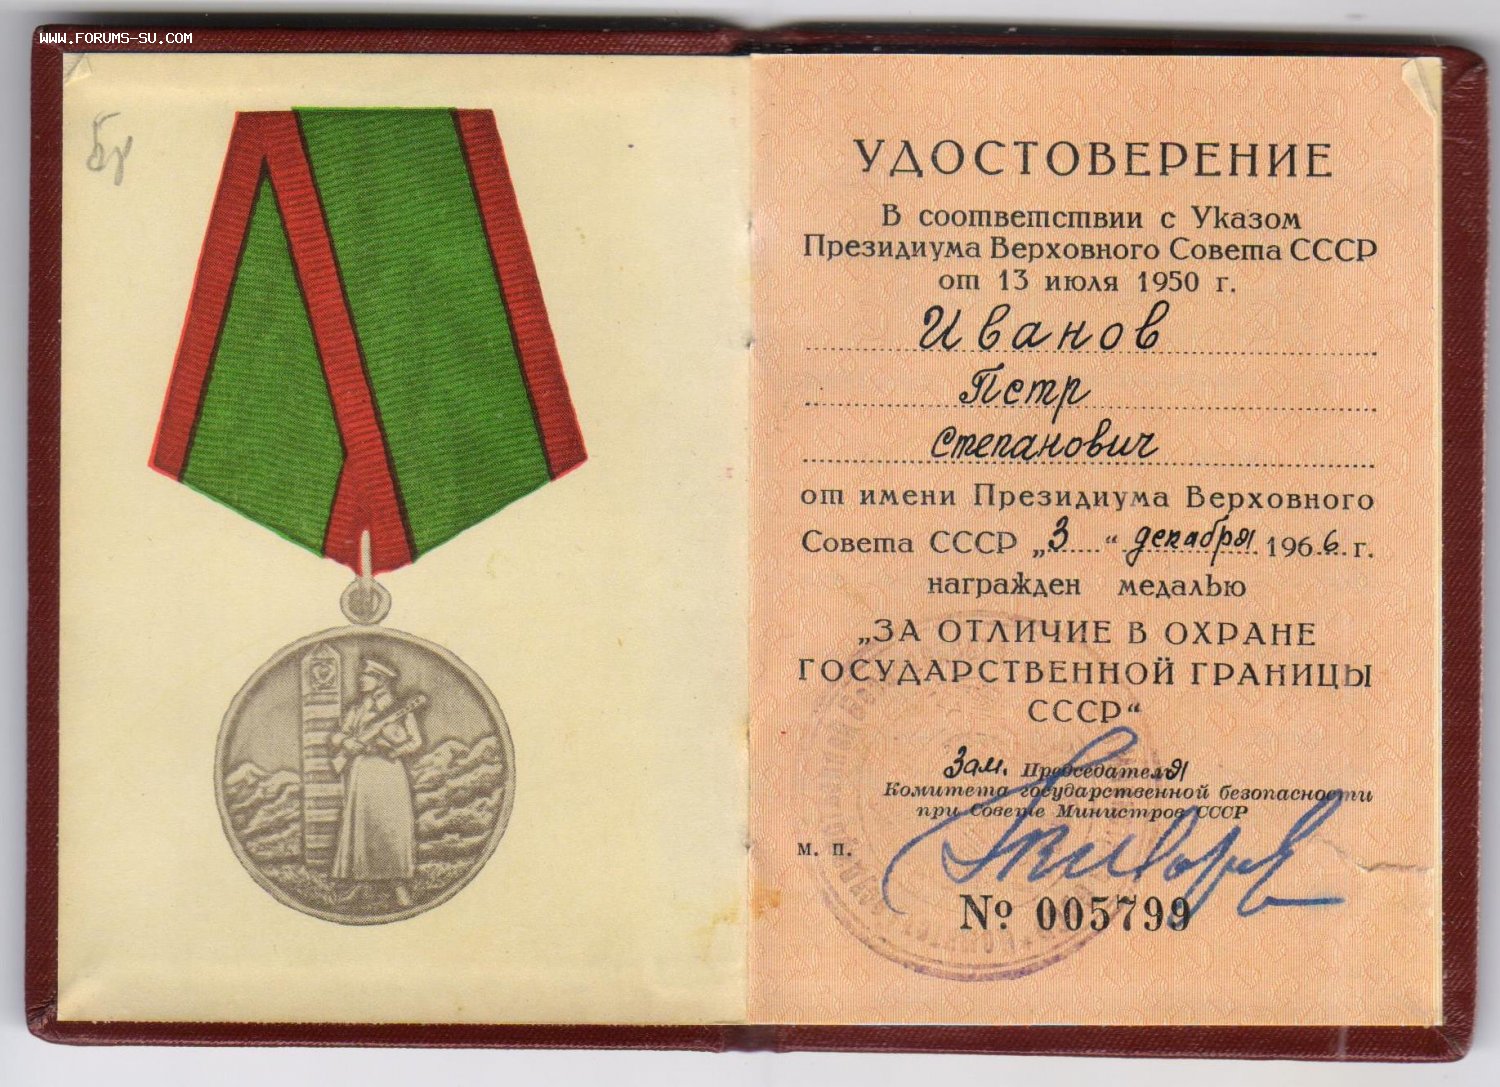 WWW.FORUMS-SU.COM
УДОСТОВЕРЕНИЕ
В соответствии с Указом
Президиума Верховного Совета СССР
от 13 июля 1950 г.
Иванов
Петр
Степанович
от имени Президиума Верховного
Совета СССР „3“ декабря 1966 г.
награжден медалью
„ЗА ОТЛИЧИЕ В ОХРАНЕ
ГОСУДАРСТВЕННОЙ ГРАНИЦЫ
СССР“
Зам. Председателя
Комитета государственной безопасности
при Совете Министров СССР
м. п.
№ 005799